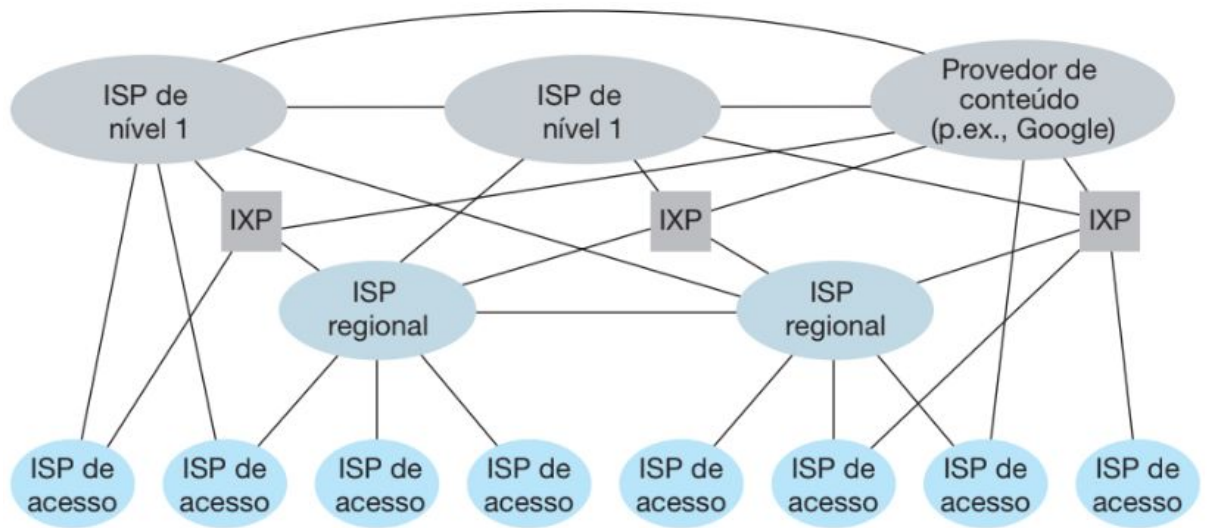 ISP de
nível 1
ISP de
nível 1
Provedor de
conteúdo
(p.ex., Google)
IXP
IXP
IXP
ISP
regional
ISP
regional
ISP de
acesso
ISP de
acesso
ISP de
acesso
ISP de
acesso
ISP de
acesso
ISP de
acesso
ISP de
acesso
ISP de
acesso